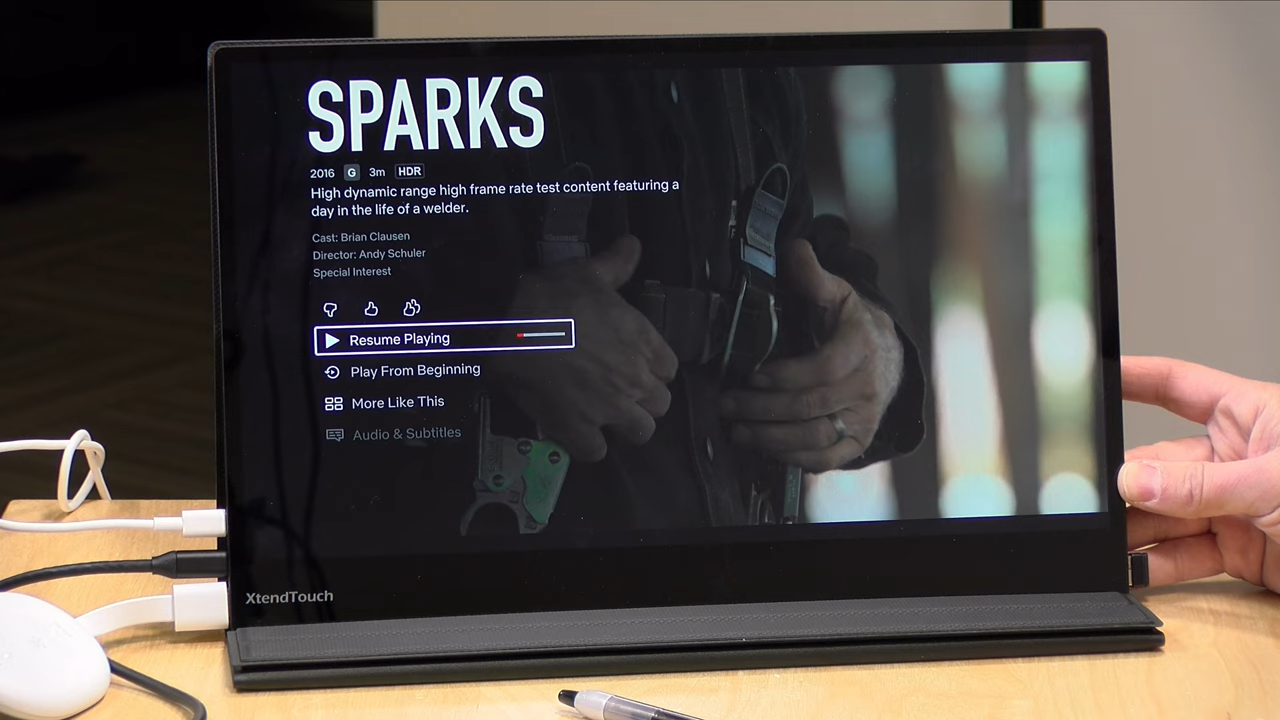 SPARKS
2016 G 3m HDR
High dynamic range high frame rate test content featuring a
day in the life of a welder.
Cast: Brian Clausen
Director: Andy Schuler
Special Interest
Resume Playing
Play From Beginning
More Like This
Audio & Subtitles
XtendTouch